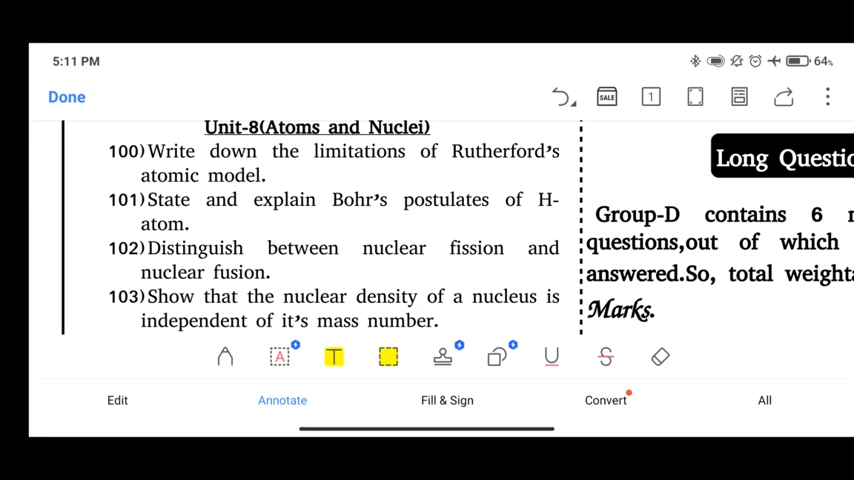 5:11 PM
64%
Done
SALE
1
Unit-8(Atoms and Nuclei)
100) Write down the limitations of Rutherford's
atomic model.
101) State and explain Bohr's postulates of H-
atom.
102) Distinguish between nuclear fission and
nuclear fusion.
103) Show that the nuclear density of a nucleus is
independent of it's mass number.
Long Questio
Group-D contains 6
questions,out of which
answered.So, total weighta
Marks.
A
T
U
S
Edit
Annotate
Fill & Sign
Convert
All